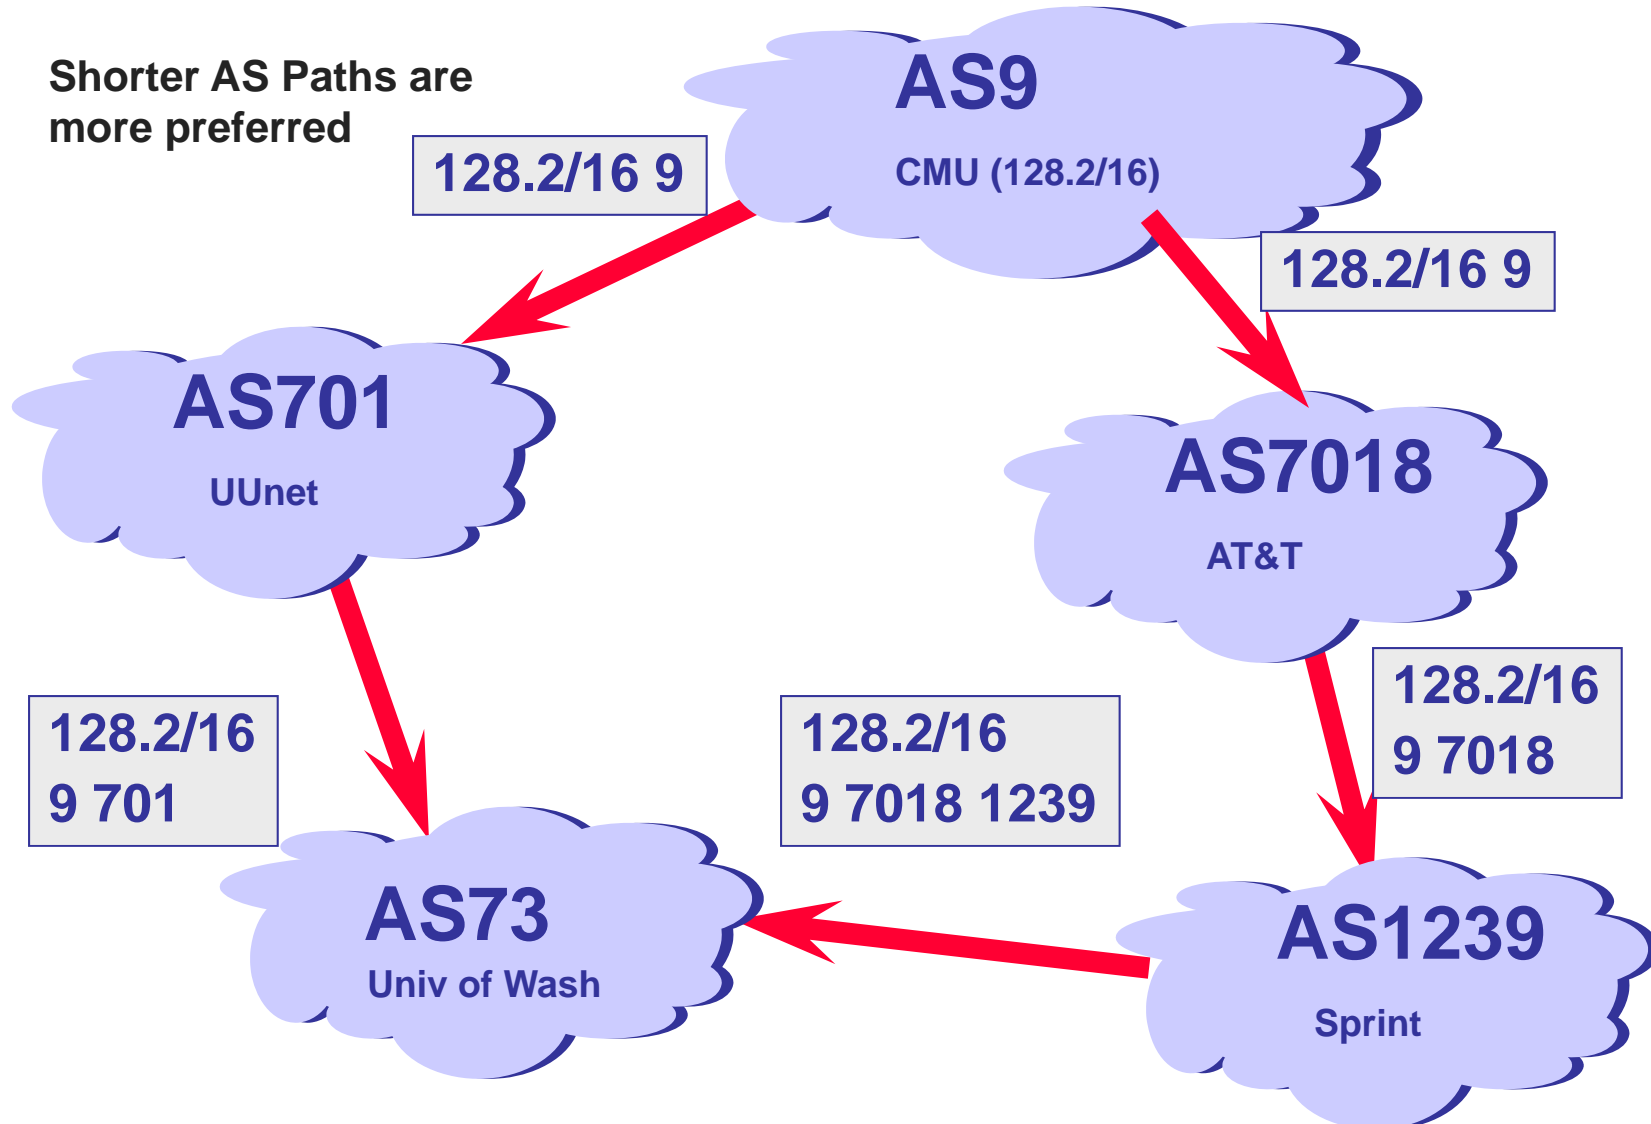 Shorter AS Paths are
more preferred
AS9
CMU (128.2/16)
128.2/16 9
128.2/16 9
AS701
UUnet
AS7018
AT&T
128.2/16
9 701
128.2/16
9 7018 1239
128.2/16
9 7018
AS73
Univ of Wash
AS1239
Sprint